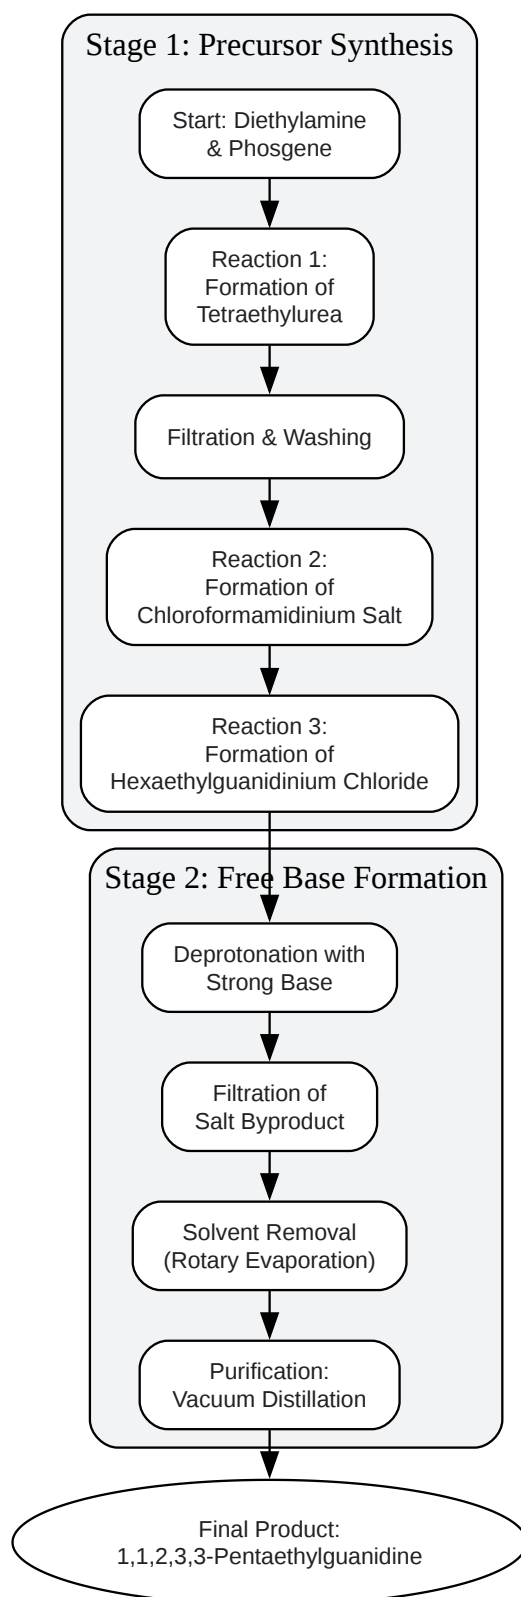 Stage 1: Precursor Synthesis
Start: Diethylamine
& Phosgene
Reaction 1:
Formation of
Tetraethylurea
Filtration & Washing
Reaction 2:
Formation of
Chloroformamidinium Salt
Reaction 3:
Formation of
Hexaethylguanidinium Chloride
Stage 2: Free Base Formation
Deprotonation with
Strong Base
Filtration of
Salt Byproduct
Solvent Removal
(Rotary Evaporation)
Purification:
Vacuum Distillation
Final Product:
1,1,2,3,3-Pentaethylguanidine